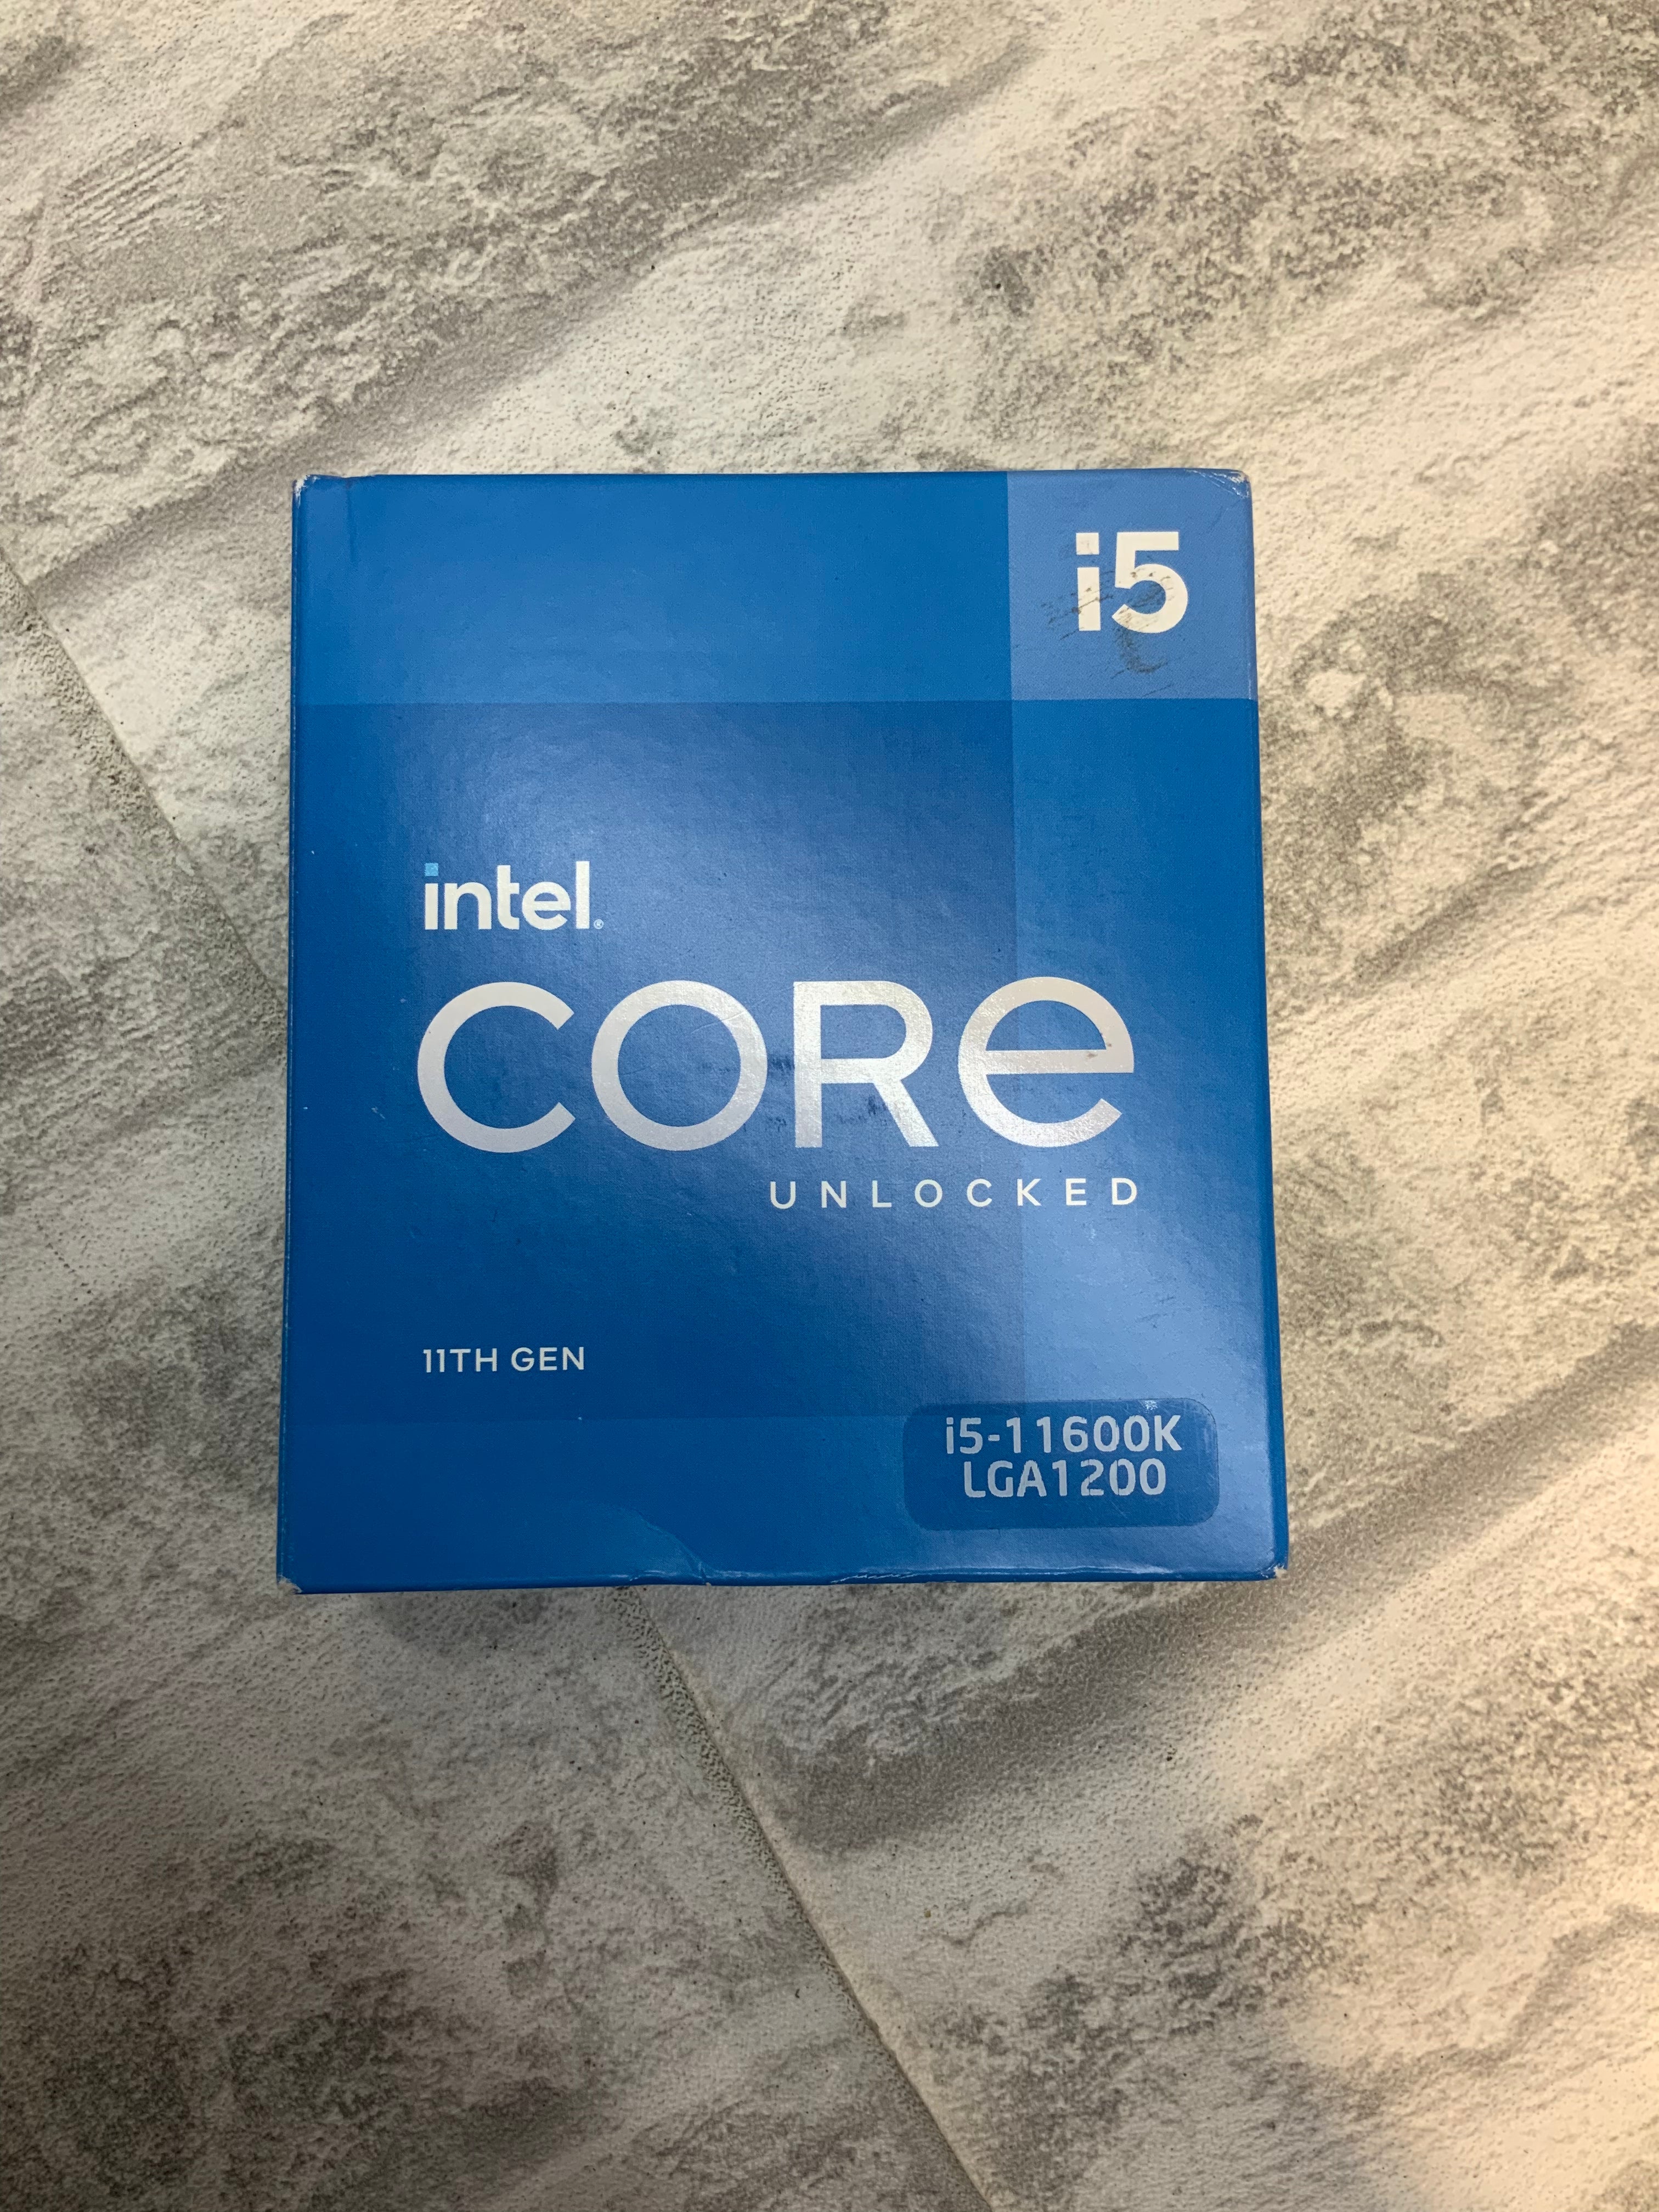 i5
intel®
CORE
UNLOCKED
11TH GEN
i5-11600K
LGA1200